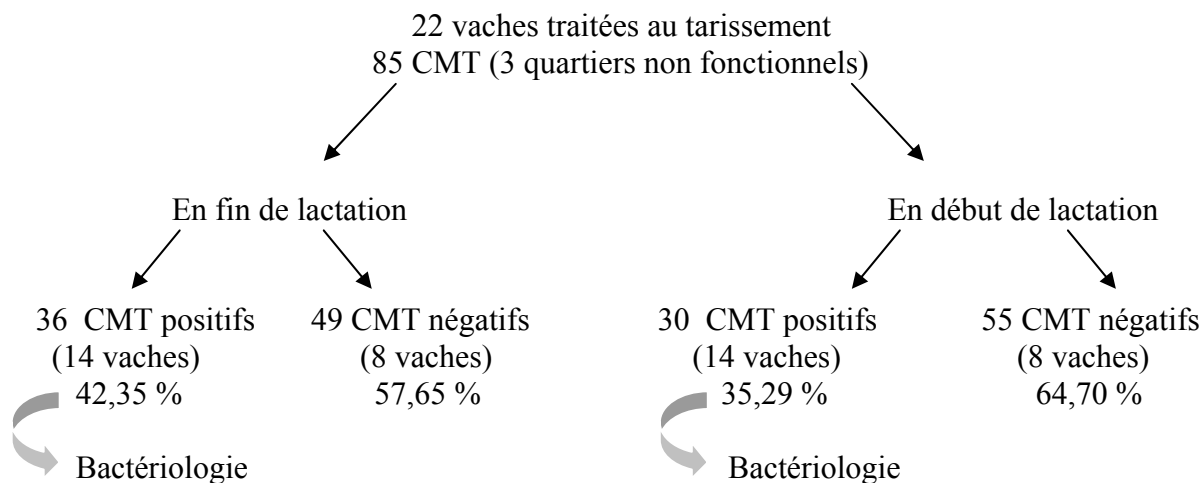 22 vaches traitées au tarissement
85 CMT (3 quartiers non fonctionnels)
En fin de lactation
En début de lactation
36 CMT positifs
(14 vaches)
42,35 %
49 CMT négatifs
(8 vaches)
57,65 %
30 CMT positifs
(14 vaches)
35,29 %
55 CMT négatifs
(8 vaches)
64,70 %
Bactériologie
Bactériologie